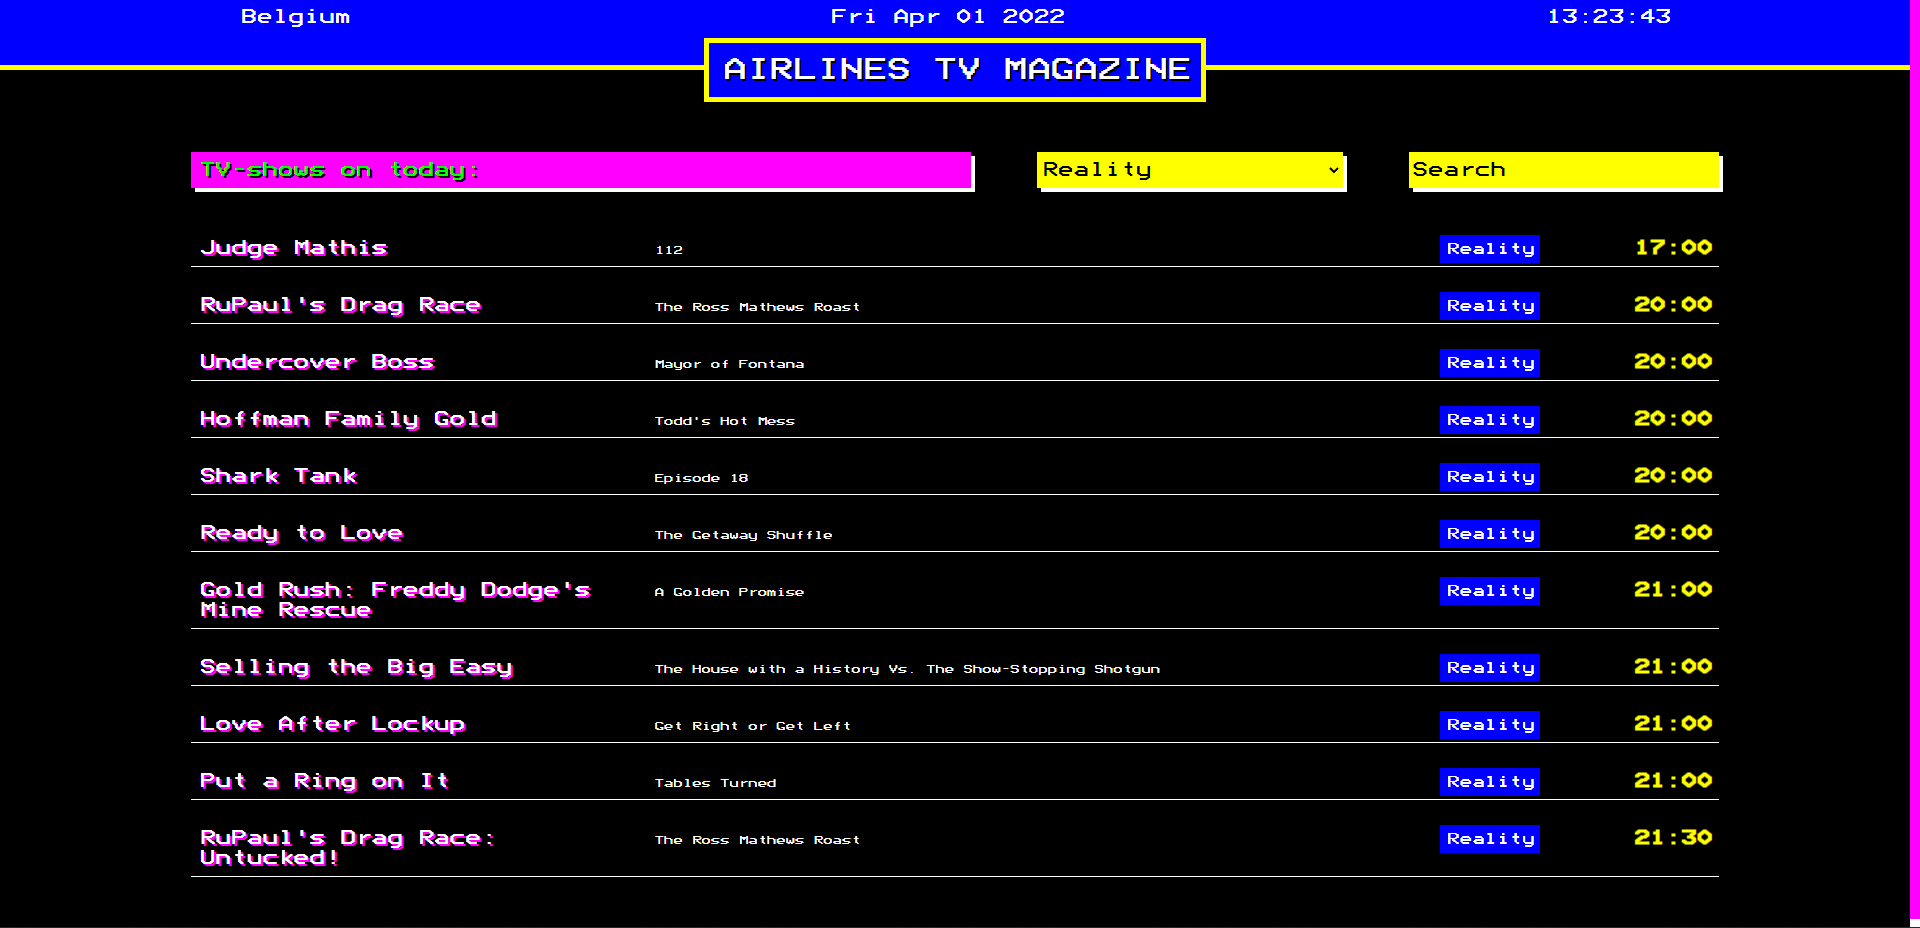 Belgium Fri Apr 01 2022 13:23:43
AIRLINES TV MAGAZINE
TV-shows on today: Reality Search
Judge Mathis 112 Reality 17:00
RuPaul's Drag Race The Ross Mathews Roast Reality 20:00
Undercover Boss Mayor of Fontana Reality 20:00
Hoffman Family Gold Todd's Hot Mess Reality 20:00
Shark Tank Episode 18 Reality 20:00
Ready to Love The Getaway Shuffle Reality 20:00
Gold Rush: Freddy Dodge's A Golden Promise Reality 21:00
Mine Rescue
Selling the Big Easy The House with a History Vs. The Show-Stopping Shotgun Reality 21:00
Love After Lockup Get Right or Get Left Reality 21:00
Put a Ring on It Tables Turned Reality 21:00
RuPaul's Drag Race: The Ross Mathews Roast Reality 21:30
Untucked!